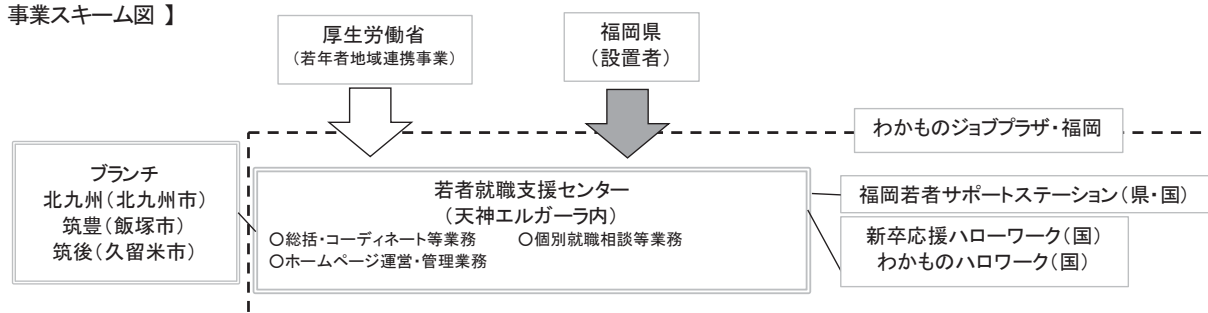 事業スキーム図 】
厚生労働省
（若年者地域連携事業）
福岡県
（設置者）
わかものジョブプラザ・福岡
ブランチ
北九州（北九州市）
筑豊（飯塚市）
筑後（久留米市）
若者就職支援センター
（天神エルガーラ内）
○総括・コーディネート等業務　○個別就職相談等業務
○ホームページ運営・管理業務
福岡若者サポートステーション（県・国）
新卒応援ハローワーク（国）
わかものハロワーク（国）